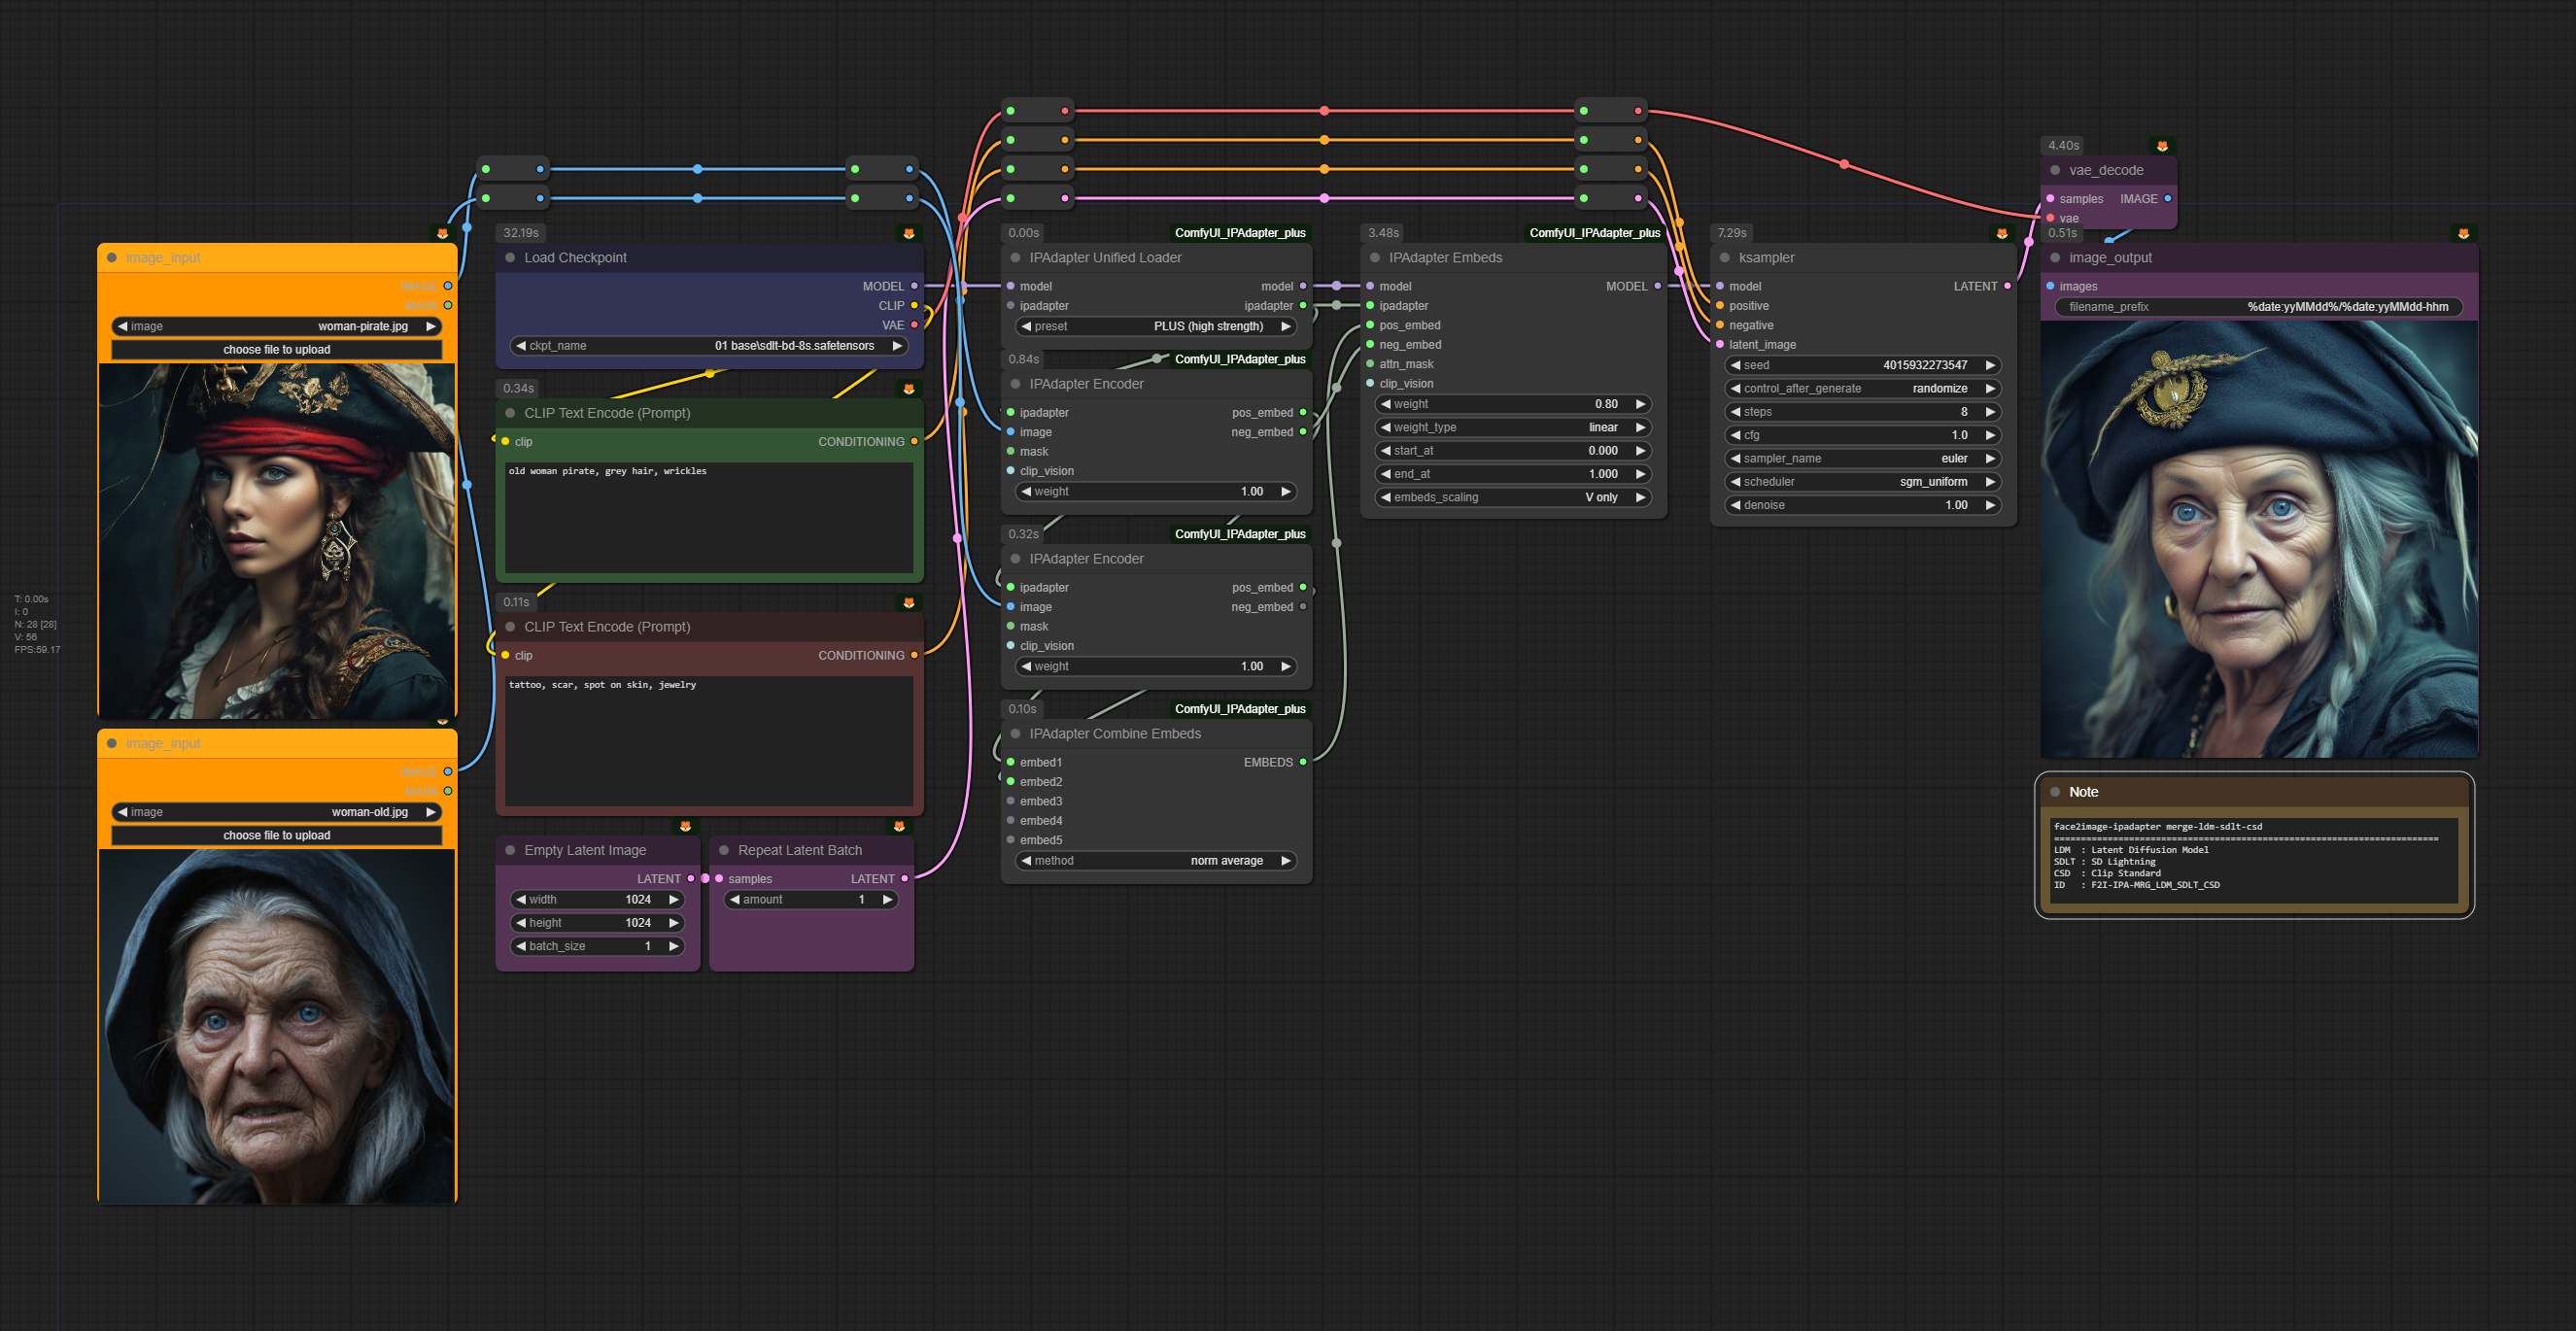 T: 0.00s
I: 0
N: 28 [28]
V: 56
FPS:59.17
image_input
IMAGE
MASK
image woman-pirate.jpg
choose file to upload
image_input
IMAGE
MASK
image woman-old.jpg
choose file to upload
32.19s
Load Checkpoint
MODEL
CLIP
VAE
ckpt_name 01 base\sdlt-bd-8s.safetensors
0.34s
CLIP Text Encode (Prompt)
clip CONDITIONING
old woman pirate, grey hair, wrickles
0.11s
CLIP Text Encode (Prompt)
clip CONDITIONING
tattoo, scar, spot on skin, jewelry
Empty Latent Image
LATENT
width 1024
height 1024
batch_size 1
Repeat Latent Batch
samples LATENT
amount 1
0.00s ComfyUI_IPAdapter_plus
IPAdapter Unified Loader
model model
ipadapter ipadapter
preset PLUS (high strength)
0.84s ComfyUI_IPAdapter_plus
IPAdapter Encoder
ipadapter pos_embed
image neg_embed
mask
clip_vision
weight 1.00
0.32s ComfyUI_IPAdapter_plus
IPAdapter Encoder
ipadapter pos_embed
image neg_embed
mask
clip_vision
weight 1.00
0.10s ComfyUI_IPAdapter_plus
IPAdapter Combine Embeds
embed1 EMBEDS
embed2
embed3
embed4
embed5
method norm average
3.48s ComfyUI_IPAdapter_plus
IPAdapter Embeds
model MODEL
ipadapter
pos_embed
neg_embed
attn_mask
clip_vision
weight 0.80
weight_type linear
start_at 0.000
end_at 1.000
embeds_scaling V only
7.29s
ksampler
model LATENT
positive
negative
latent_image
seed 4015932273547
control_after_generate randomize
steps 8
cfg 1.0
sampler_name euler
scheduler sgm_uniform
denoise 1.00
4.40s
vae_decode
samples IMAGE
vae
0.51s
image_output
images
filename_prefix %date:yyMMdd%/%date:yyMMdd-hhm
Note
face2image-ipadapter merge-ldm-sdlt-csd
================================================================================
LDM : Latent Diffusion Model
SDLT : SD Lightning
CSD : Clip Standard
ID : F2I-IPA-MRG_LDM_SDLT_CSD